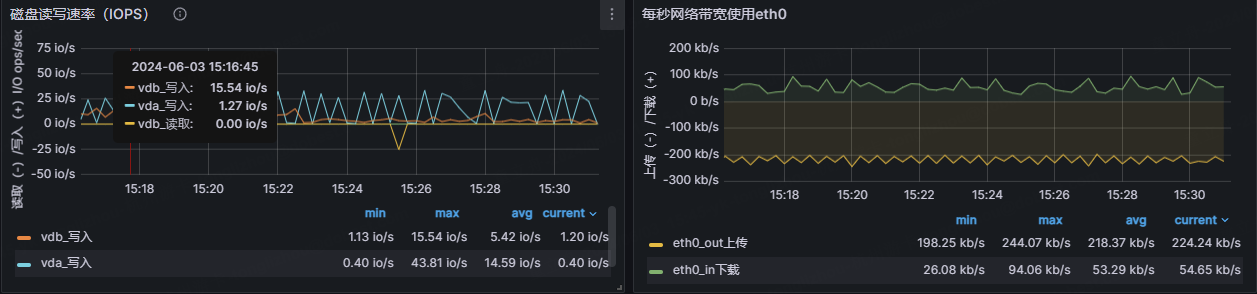 磁盘读写速率（IOPS）
读取（-）/写入（+）I/O ops/sec
75 io/s
50 io/s
25 io/s
0 io/s
-25 io/s
-50 io/s
2024-06-03 15:16:45
vdb_写入: 15.54 io/s
vda_写入: 1.27 io/s
vdb_读取: 0.00 io/s
15:18 15:20 15:22 15:24 15:26 15:28 15:30
min max avg current
vdb_写入 1.13 io/s 15.54 io/s 5.42 io/s 1.20 io/s
vda_写入 0.40 io/s 43.81 io/s 14.59 io/s 0.40 io/s
每秒网络带宽使用eth0
上传（-）/下载（+）
200 kb/s
100 kb/s
0 b/s
-100 kb/s
-200 kb/s
-300 kb/s
15:18 15:20 15:22 15:24 15:26 15:28 15:30
min max avg current
eth0_out上传 198.25 kb/s 244.07 kb/s 218.37 kb/s 224.24 kb/s
eth0_in下载 26.08 kb/s 94.06 kb/s 53.29 kb/s 54.65 kb/s